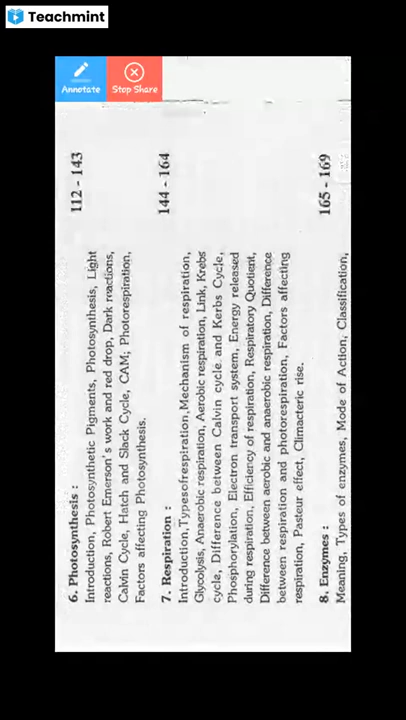 Teachmint
Annotate
Stop Share
6. Photosynthesis : 112 - 143
Introduction, Photosynthetic Pigments, Photosynthesis, Light
reactions, Robert Emerson's work and red drop, Dark reactions,
Calvin Cycle, Hatch and Slack Cycle, CAM; Photorespiration,
Factors affecting Photosynthesis.
7. Respiration : 144 - 164
Introduction,Typesofrespiration,Mechanism of respiration,
Glycolysis, Anaerobic respiration, Aerobic respiration, Link, Krebs
cycle, Difference between Calvin cycle and Kerbs Cycle,
Phosphorylation, Electron transport system, Energy released
during respiration, Efficiency of respiration, Respiratory Quotient,
Difference between aerobic and anaerobic respiration, Difference
between respiration and photorespiration, Factors affecting
respiration, Pasteur effect, Climacteric rise.
8. Enzymes : 165 - 169
Meaning, Types of enzymes, Mode of Action, Classification,